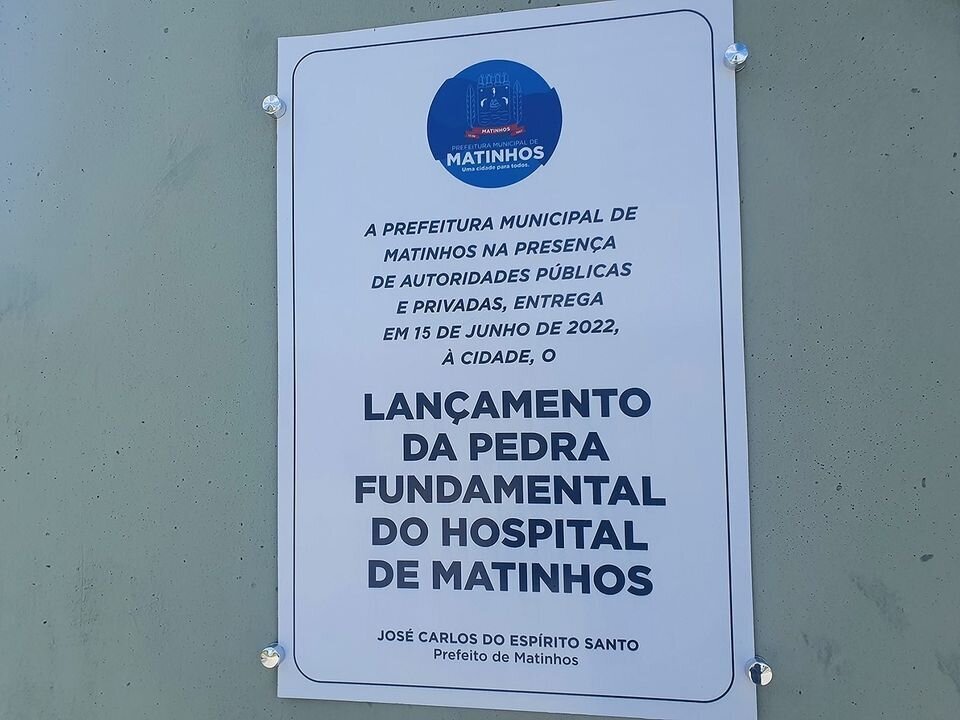 MATINHOS
PREFEITURA MUNICIPAL DE
MATINHOS
Uma cidade para todos.
A PREFEITURA MUNICIPAL DE
MATINHOS NA PRESENÇA
DE AUTORIDADES PÚBLICAS
E PRIVADAS, ENTREGA
EM 15 DE JUNHO DE 2022,
À CIDADE, O
LANÇAMENTO
DA PEDRA
FUNDAMENTAL
DO HOSPITAL
DE MATINHOS
JOSÉ CARLOS DO ESPÍRITO SANTO
Prefeito de Matinhos